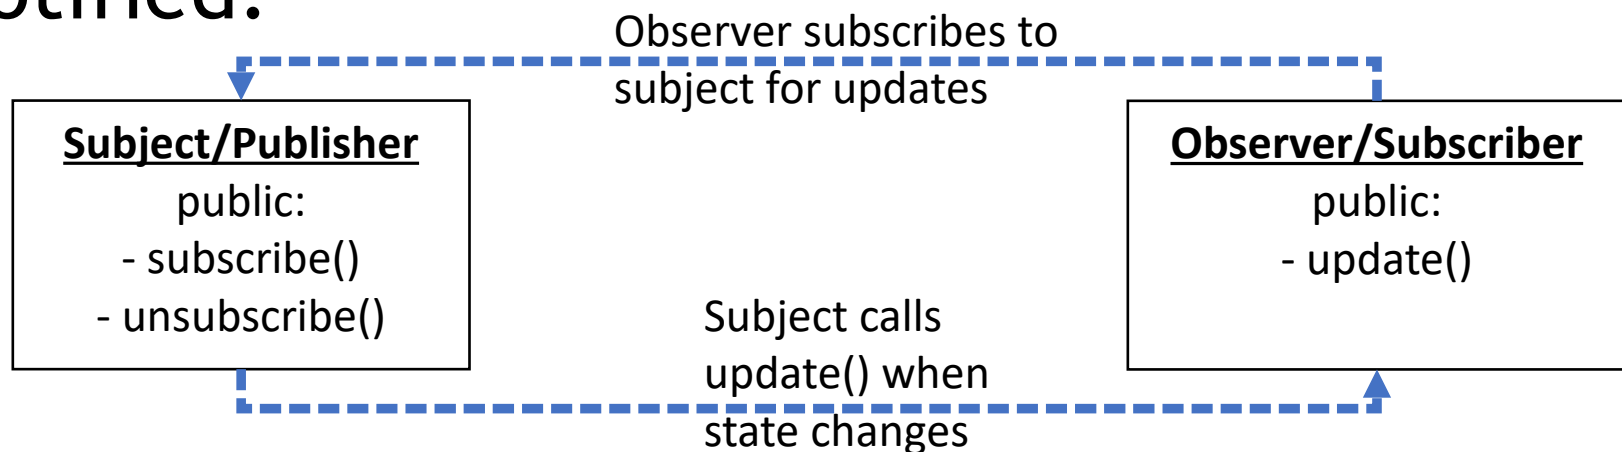 Observer subscribes to
subject for updates
Subject/Publisher
public:
- subscribe()
- unsubscribe()
Observer/Subscriber
public:
- update()
Subject calls
update() when
state changes